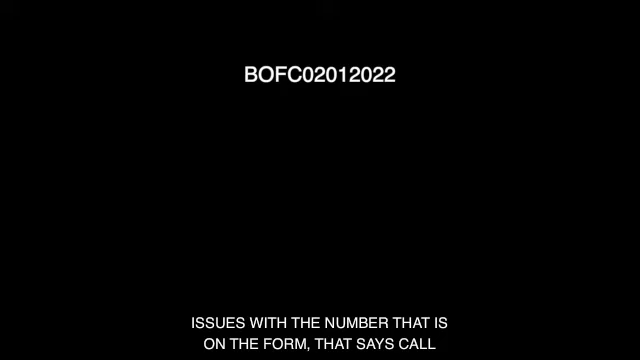 BOFC02012022
ISSUES WITH THE NUMBER THAT IS
ON THE FORM, THAT SAYS CALL